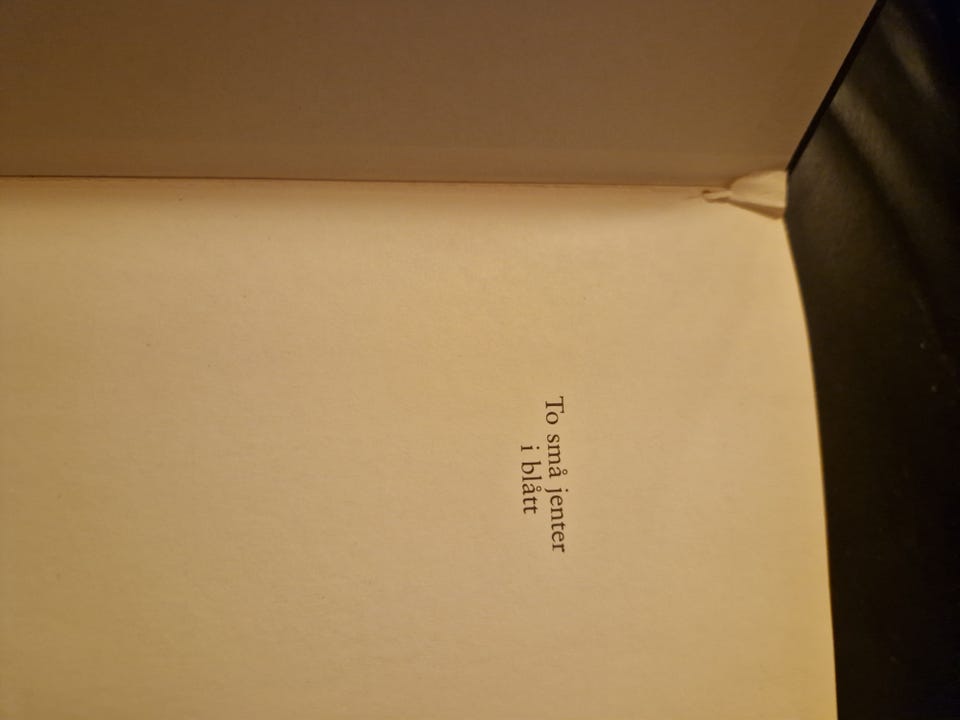 To små jenter
i blått